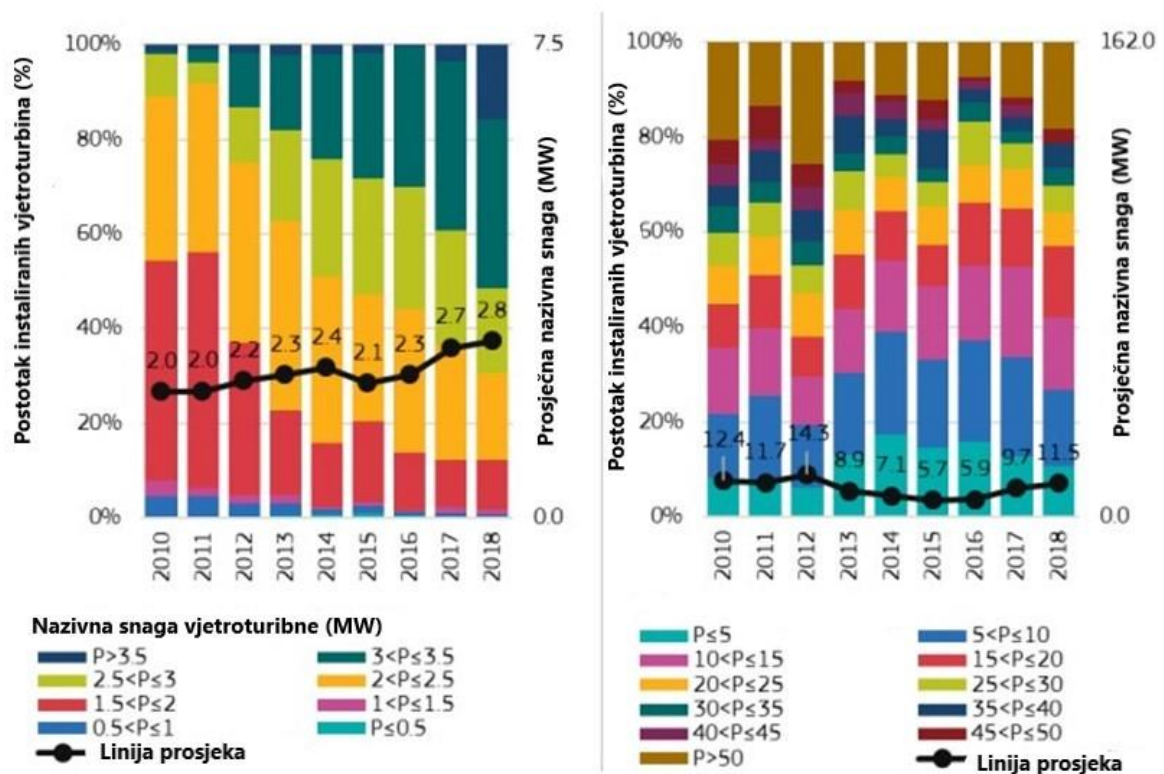 Postotak instaliranih vjetroturbina (%)
100%
80%
60%
40%
20%
0%
2.0
2.0
2.2
2.3
2.4
2.1
2.3
2.7
2.8
2010
2011
2012
2013
2014
2015
2016
2017
2018
7.5
0.0
Prosječna nazivna snaga (MW)
Nazivna snaga vjetroturibne (MW)
P>3.5
3<P≤3.5
2.5<P≤3
2<P≤2.5
1.5<P≤2
1<P≤1.5
0.5<P≤1
P≤0.5
Linija prosjeka
Postotak instaliranih vjetroturbina (%)
100%
80%
60%
40%
20%
0%
12.4
11.7
14.3
8.9
7.1
5.7
5.9
9.7
11.5
2010
2011
2012
2013
2014
2015
2016
2017
2018
162.0
0.0
Prosječna nazivna snaga (MW)
P≤5
5<P≤10
10<P≤15
15<P≤20
20<P≤25
25<P≤30
30<P≤35
35<P≤40
40<P≤45
45<P≤50
P>50
Linija prosjeka